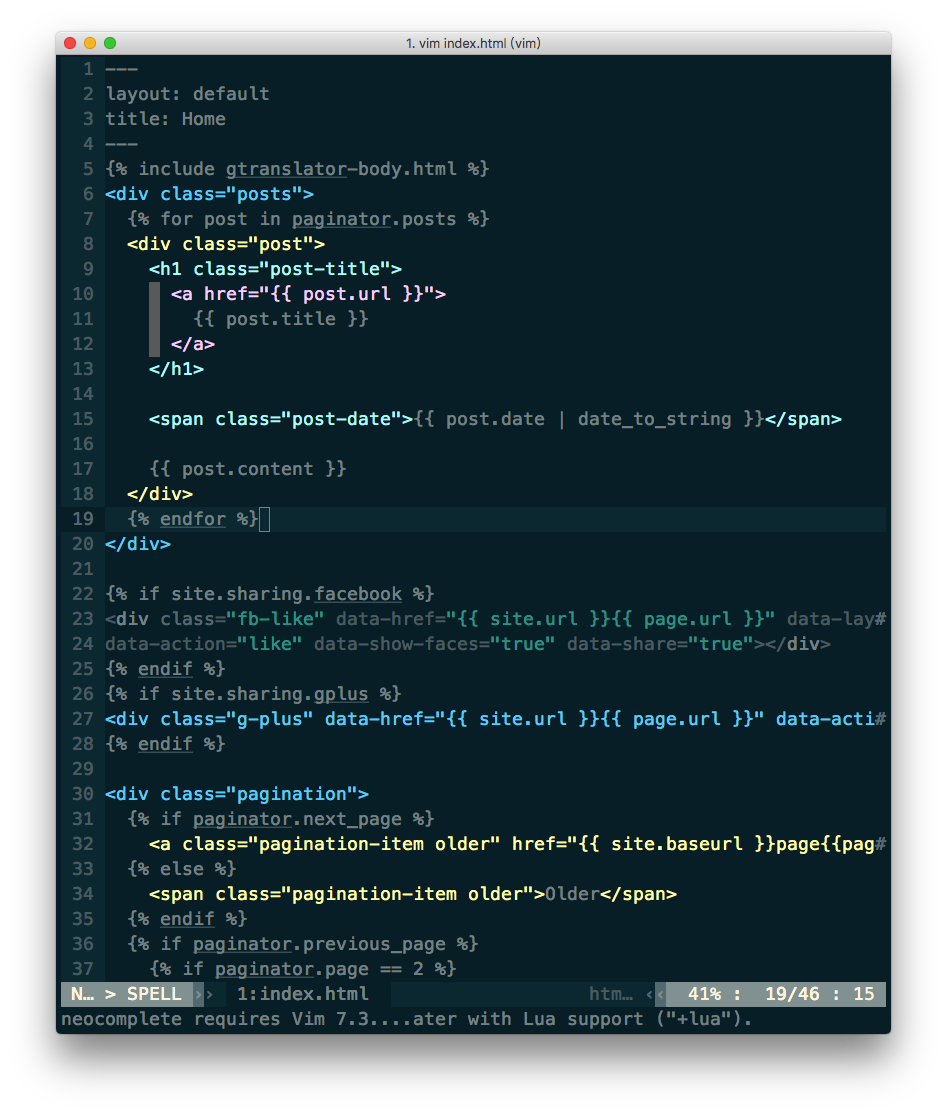 1. vim index.html (vim)
1 ---
2 layout: default
3 title: Home
4 ---
5 {% include gtranslator-body.html %}
6 <div class="posts">
7   {% for post in paginator.posts %}
8   <div class="post">
9     <h1 class="post-title">
10       <a href="{{ post.url }}">
11         {{ post.title }}
12       </a>
13     </h1>
14
15     <span class="post-date">{{ post.date | date_to_string }}</span>
16
17     {{ post.content }}
18   </div>
19   {% endfor %}
20 </div>
21
22 {% if site.sharing.facebook %}
23 <div class="fb-like" data-href="{{ site.url }}{{ page.url }}" data-lay#
24 data-action="like" data-show-faces="true" data-share="true"></div>
25 {% endif %}
26 {% if site.sharing.gplus %}
27 <div class="g-plus" data-href="{{ site.url }}{{ page.url }}" data-acti#
28 {% endif %}
29
30 <div class="pagination">
31   {% if paginator.next_page %}
32     <a class="pagination-item older" href="{{ site.baseurl }}page{{pag#
33   {% else %}
34     <span class="pagination-item older">Older</span>
35   {% endif %}
36   {% if paginator.previous_page %}
37     {% if paginator.page == 2 %}
N… > SPELL ›› 1:index.html htm… ‹‹ 41% : 19/46 : 15
neocomplete requires Vim 7.3....ater with Lua support ("+lua").